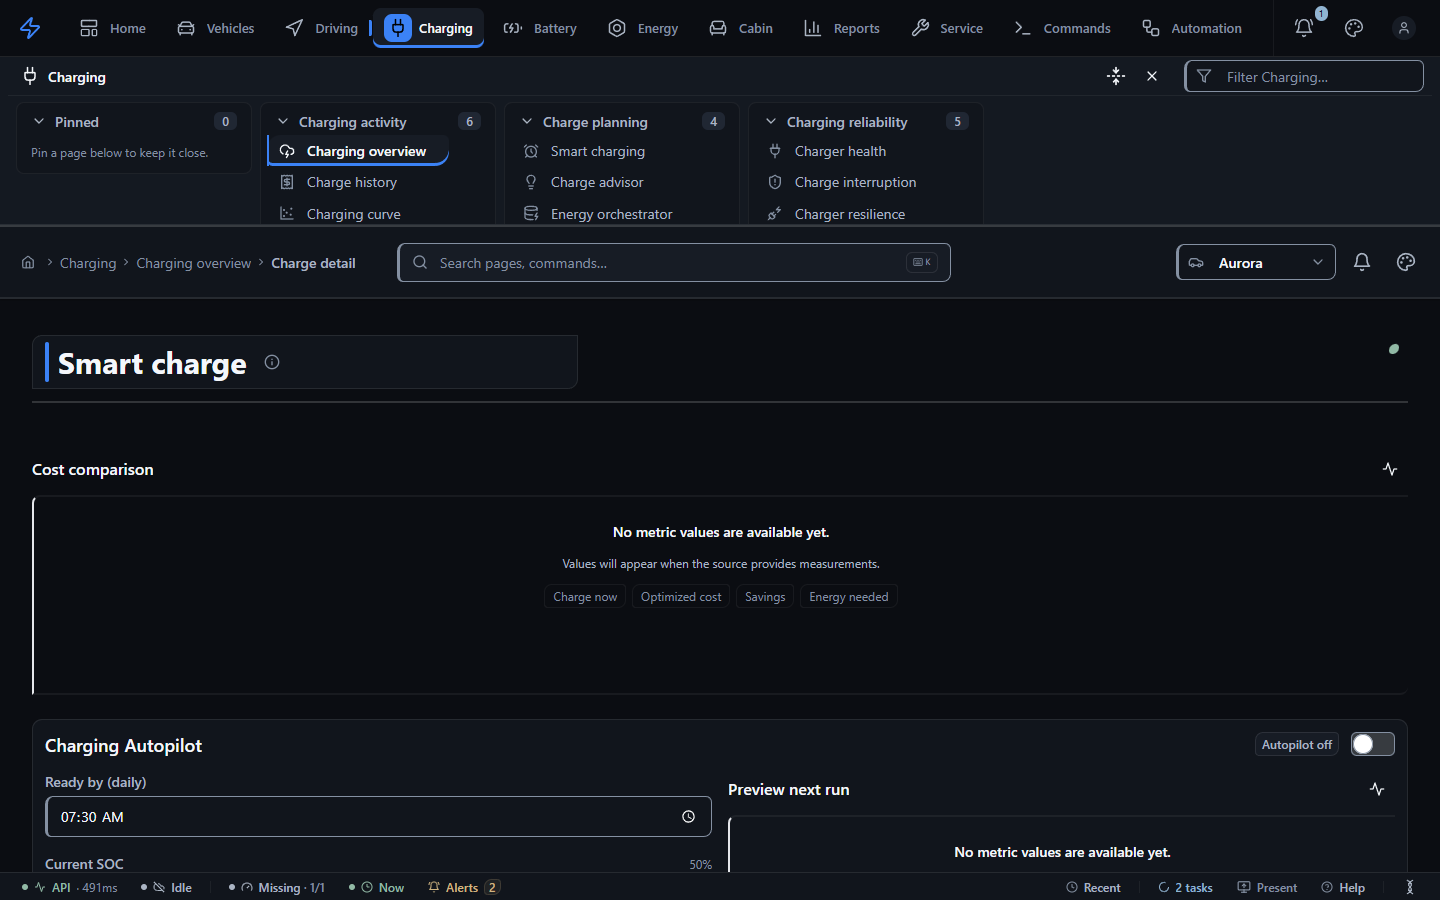 Home Vehicles Driving Charging Battery Energy Cabin Reports Service Commands Automation 1
Charging Filter Charging...
Pinned 0
Pin a page below to keep it close.
Charging activity 6
Charging overview
Charge history
Charging curve
Charge planning 4
Smart charging
Charge advisor
Energy orchestrator
Charging reliability 5
Charger health
Charge interruption
Charger resilience
Charging Charging overview Charge detail Search pages, commands... K Aurora
Smart charge
Cost comparison
No metric values are available yet.
Values will appear when the source provides measurements.
Charge now Optimized cost Savings Energy needed
Charging Autopilot Autopilot off
Ready by (daily)
07:30 AM
Current SOC 50%
Preview next run
No metric values are available yet.
API · 491ms Idle Missing · 1/1 Now Alerts 2 Recent 2 tasks Present Help